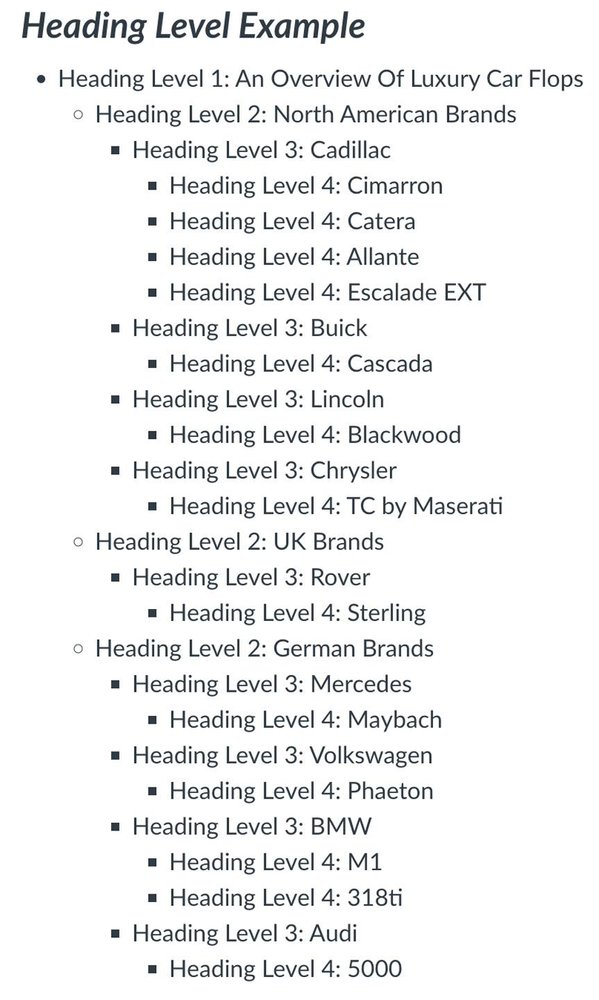 Heading Level Example
Heading Level 1: An Overview Of Luxury Car Flops
Heading Level 2: North American Brands
Heading Level 3: Cadillac
Heading Level 4: Cimarron
Heading Level 4: Catera
Heading Level 4: Allante
Heading Level 4: Escalade EXT
Heading Level 3: Buick
Heading Level 4: Cascada
Heading Level 3: Lincoln
Heading Level 4: Blackwood
Heading Level 3: Chrysler
Heading Level 4: TC by Maserati
Heading Level 2: UK Brands
Heading Level 3: Rover
Heading Level 4: Sterling
Heading Level 2: German Brands
Heading Level 3: Mercedes
Heading Level 4: Maybach
Heading Level 3: Volkswagen
Heading Level 4: Phaeton
Heading Level 3: BMW
Heading Level 4: M1
Heading Level 4: 318ti
Heading Level 3: Audi
Heading Level 4: 5000